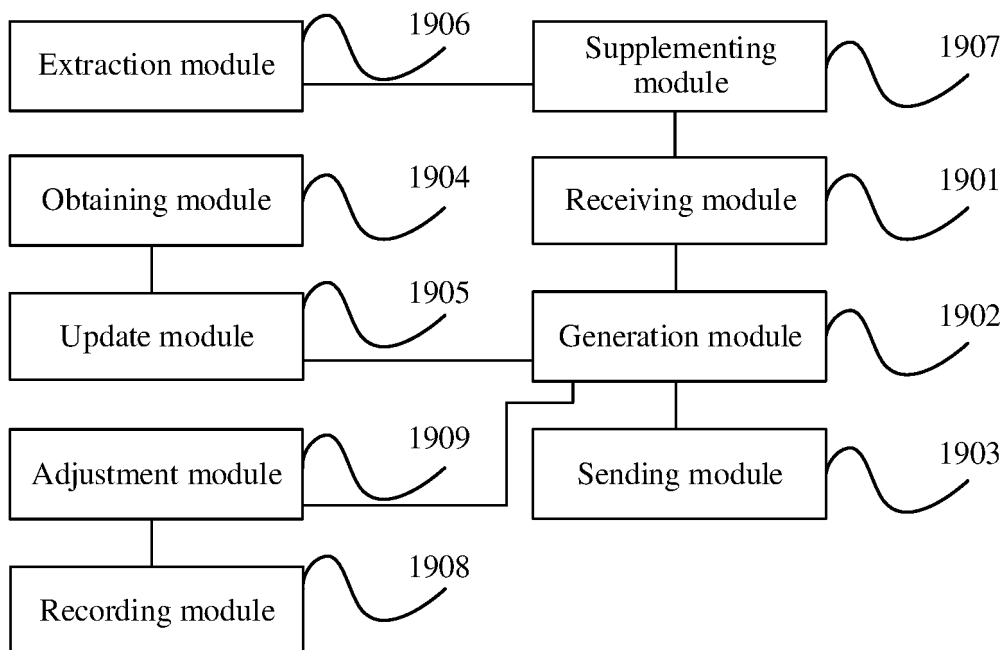 Extraction module
1906
Supplementing
module
1907
Obtaining module
1904
Receiving module
1901
Update module
1905
Generation module
1902
Adjustment module
1909
Sending module
1903
Recording module
1908